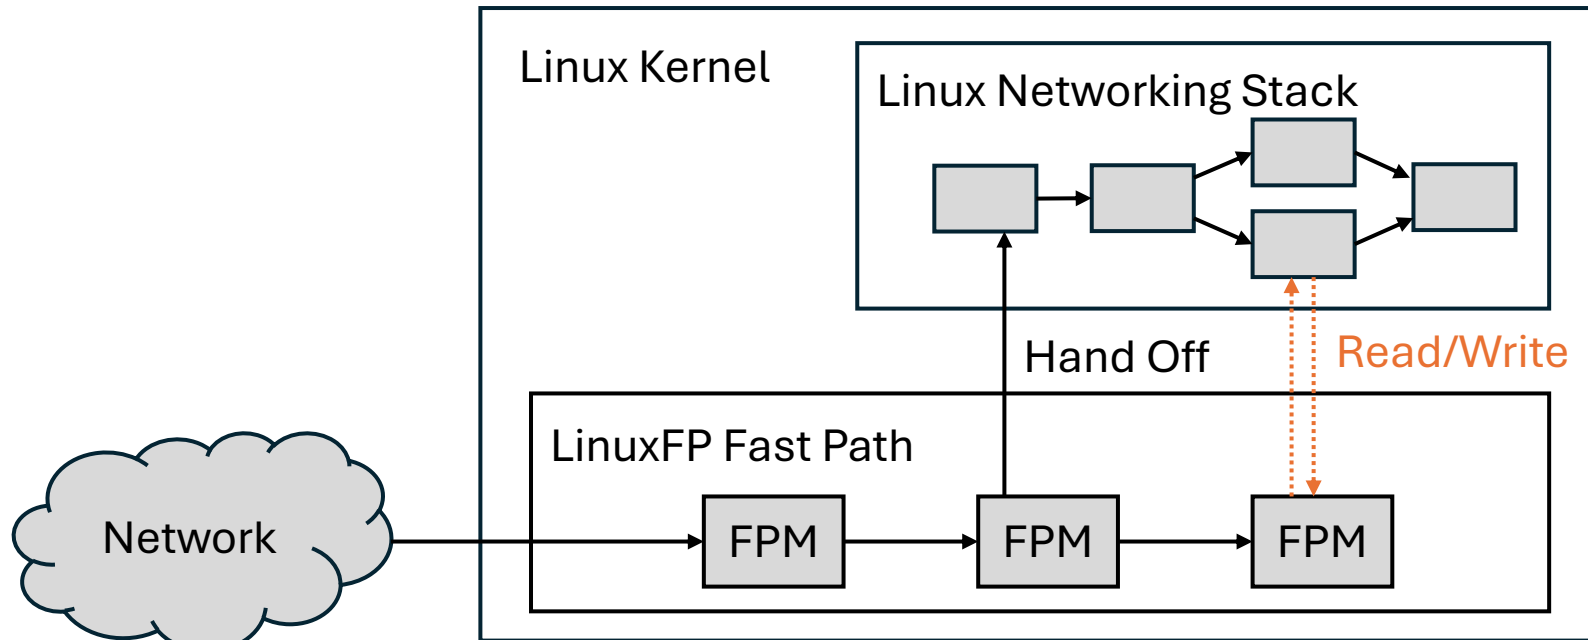 Linux Kernel
Linux Networking Stack
Hand Off
Read/Write
LinuxFP Fast Path
Network
FPM
FPM
FPM